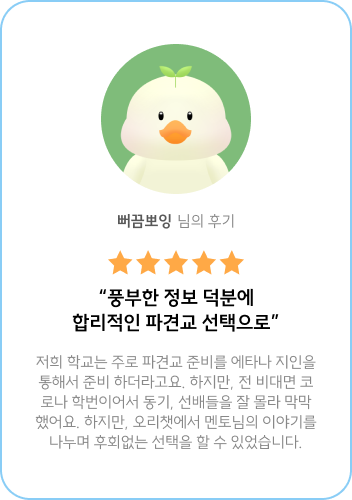 뻐끔뽀잉 님의 후기
“풍부한 정보 덕분에
합리적인 파견교 선택으로”
저희 학교는 주로 파견교 준비를 에타나 지인을
통해서 준비 하더라고요. 하지만, 전 비대면 코
로나 학번이어서 동기, 선배들을 잘 몰라 막막
했어요. 하지만, 오리챗에서 멘토님의 이야기를
나누며 후회없는 선택을 할 수 있었습니다.